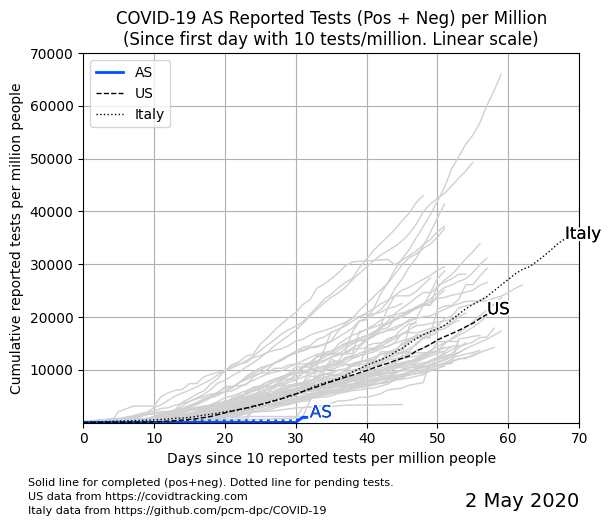 COVID-19 AS Reported Tests (Pos + Neg) per Million
(Since first day with 10 tests/million. Linear scale)
Cumulative reported tests per million people
70000
60000
50000
40000
30000
20000
10000
AS
US
Italy
Italy
US
AS
0 10 20 30 40 50 60 70
Days since 10 reported tests per million people
Solid line for completed (pos+neg). Dotted line for pending tests.
US data from https://covidtracking.com
Italy data from https://github.com/pcm-dpc/COVID-19
2 May 2020